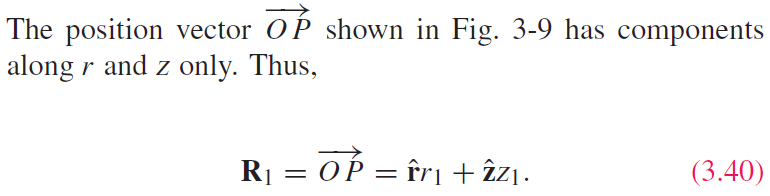 The position vector $\overrightarrow{OP}$ shown in Fig. 3-9 has components
along r and z only. Thus,
$\mathbf{R}_1 = \overrightarrow{OP} = \hat{\mathbf{r}}r_1 + \hat{\mathbf{z}}z_1.$ (3.40)